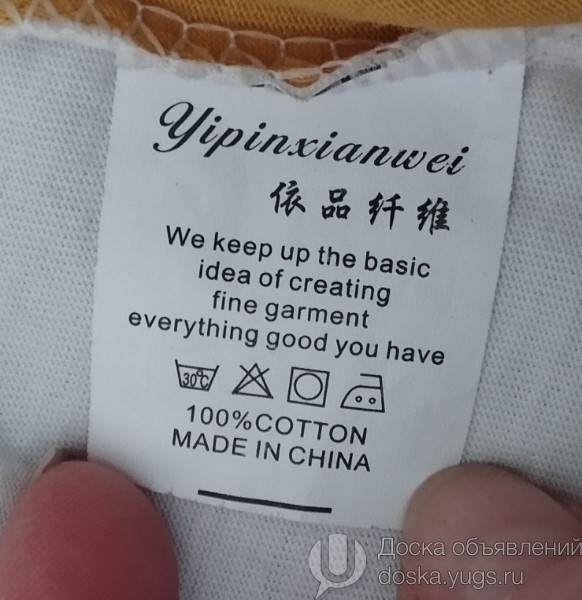 Yipinxianwei
依品纤维
We keep up the basic
idea of creating
fine garment
everything good you have
30℃
100%COTTON
MADE IN CHINA
Доска объявлений
doska.yugs.ru